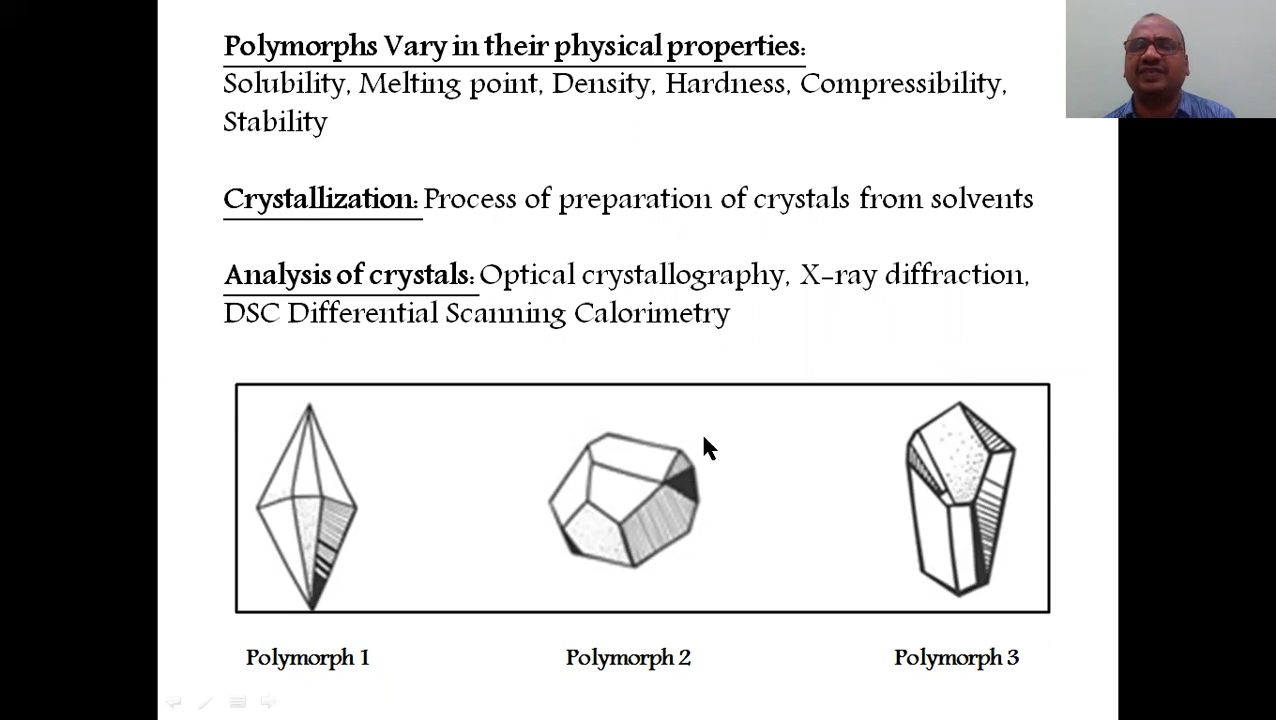 Polymorphs Vary in their physical properties:
Solubility, Melting point, Density, Hardness, Compressibility,
Stability
Crystallization: Process of preparation of crystals from solvents
Analysis of crystals: Optical crystallography, X-ray diffraction,
DSC Differential Scanning Calorimetry
Polymorph 1
Polymorph 2
Polymorph 3